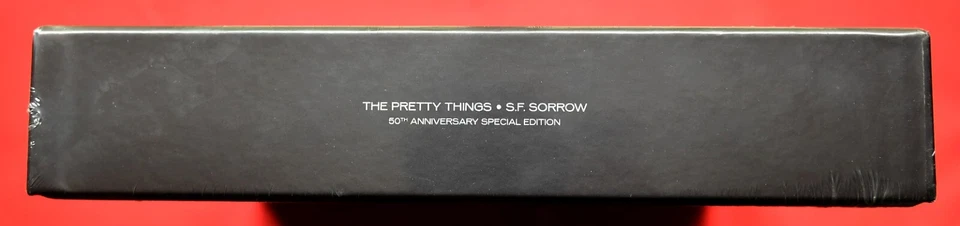 THE PRETTY THINGS • S.F. SORROW
50TH ANNIVERSARY SPECIAL EDITION